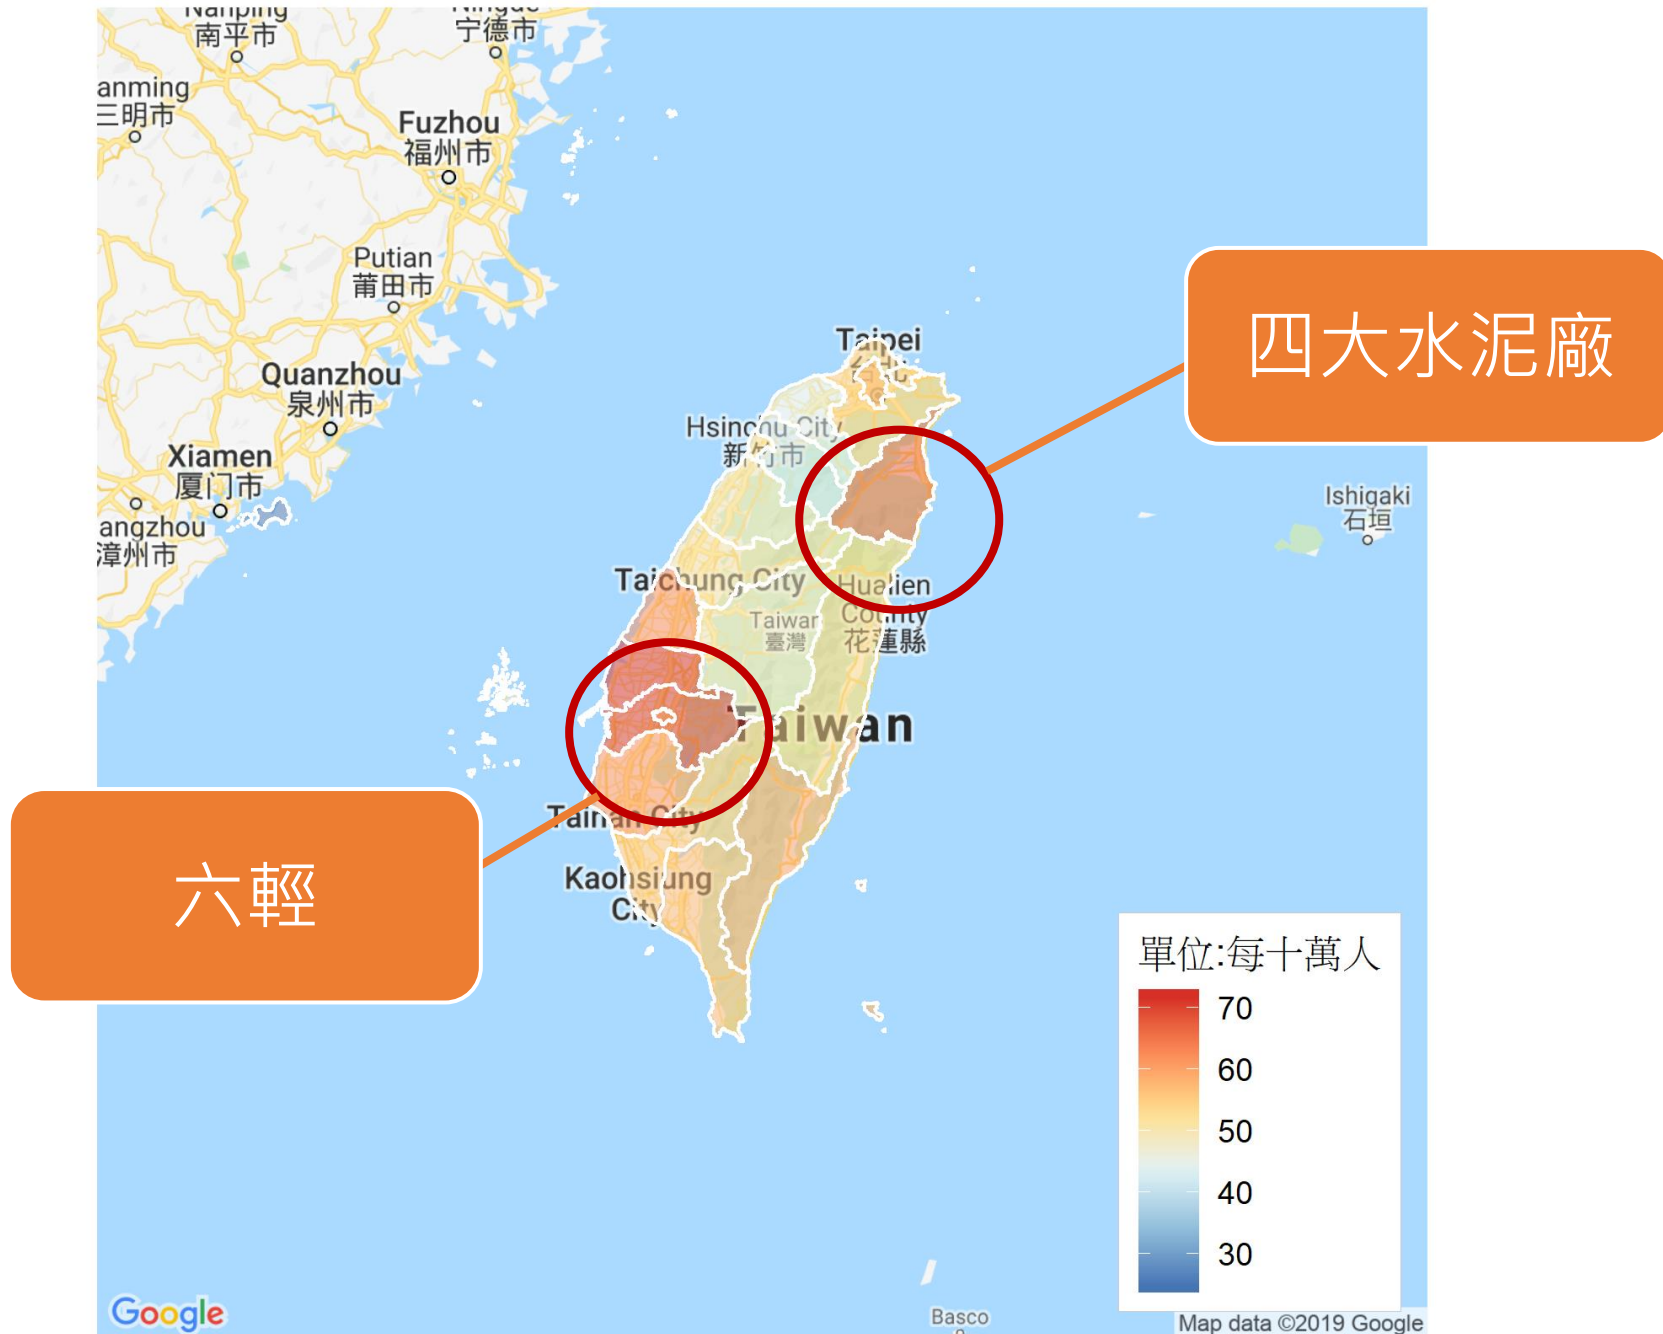 Nanping
南平市
Ningde
宁德市
anming
三明市
Fuzhou
福州市
Putian
莆田市
Quanzhou
泉州市
Xiamen
厦门市
angzhou
漳州市
Taipei
台北
四大水泥廠
Hsinchu City
新竹市
Ishigaki
石垣
Taichung City
Hualien
County
花蓮縣
Taiwan
臺灣
Taiwan
Tainan City
Kaohsiung
City
六輕
單位:每十萬人
70
60
50
40
30
Basco
Google
Map data ©2019 Google